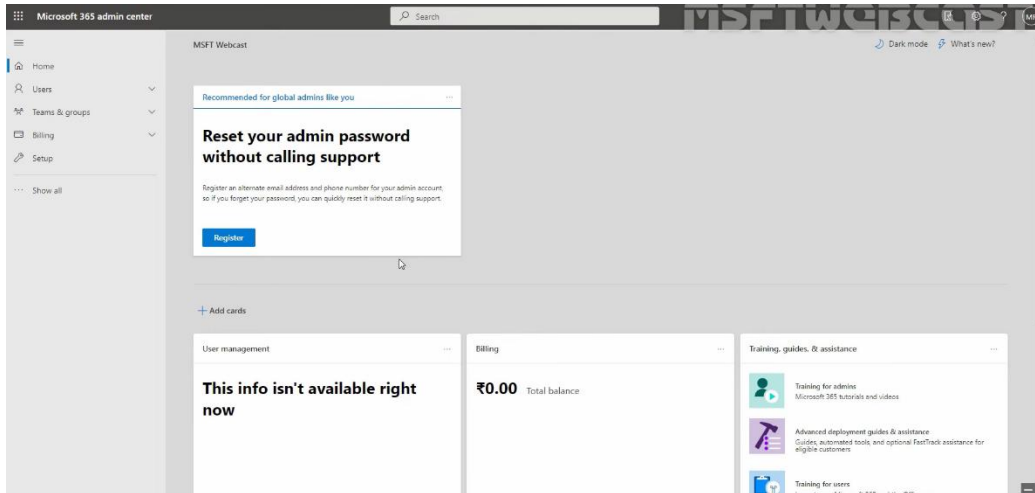 Microsoft 365 admin center
Search
MSFTWEBCAST
MSFT Webcast
Dark mode
What's new?
Home
Users
Teams & groups
Billing
Setup
Show all
Recommended for global admins like you
Reset your admin password
without calling support
Register an alternate email address and phone number for your admin account,
so if you forget your password, you can quickly reset it without calling support.
Register
Add cards
User management
This info isn't available right
now
Billing
₹0.00 Total balance
Training, guides, & assistance
Training for admins
Microsoft 365 tutorials and videos
Advanced deployment guides & assistance
Guides, automated tools, and optional FastTrack assistance for
eligible customers
Training for users